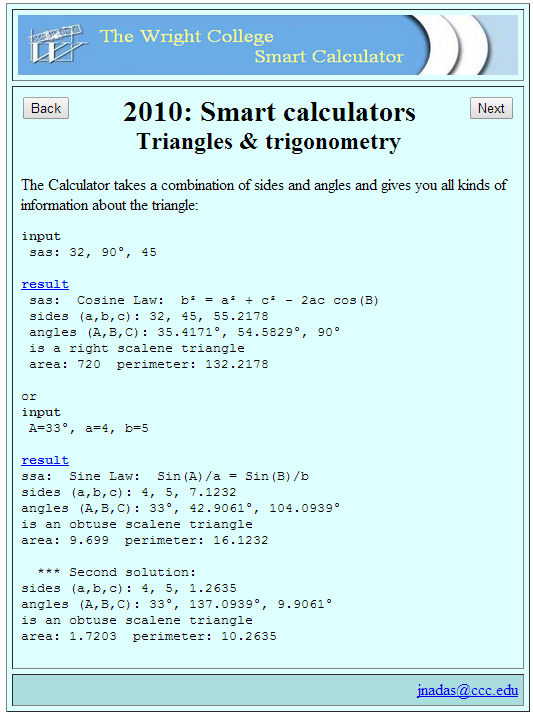 The Wright College
Smart Calculator
Back
2010: Smart calculators
Next
Triangles & trigonometry
The Calculator takes a combination of sides and angles and gives you all kinds of
information about the triangle:
input
sas: 32, 90°, 45
result
sas: Cosine Law: b² = a² + c² - 2ac cos(B)
sides (a,b,c): 32, 45, 55.2178
angles (A,B,C): 35.4171°, 54.5829°, 90°
is a right scalene triangle
area: 720 perimeter: 132.2178
or
input
A=33°, a=4, b=5
result
ssa: Sine Law: Sin(A)/a = Sin(B)/b
sides (a,b,c): 4, 5, 7.1232
angles (A,B,C): 33°, 42.9061°, 104.0939°
is an obtuse scalene triangle
area: 9.699 perimeter: 16.1232
*** Second solution:
sides (a,b,c): 4, 5, 1.2635
angles (A,B,C): 33°, 137.0939°, 9.9061°
is an obtuse scalene triangle
area: 1.7203 perimeter: 10.2635
jnadas@ccc.edu